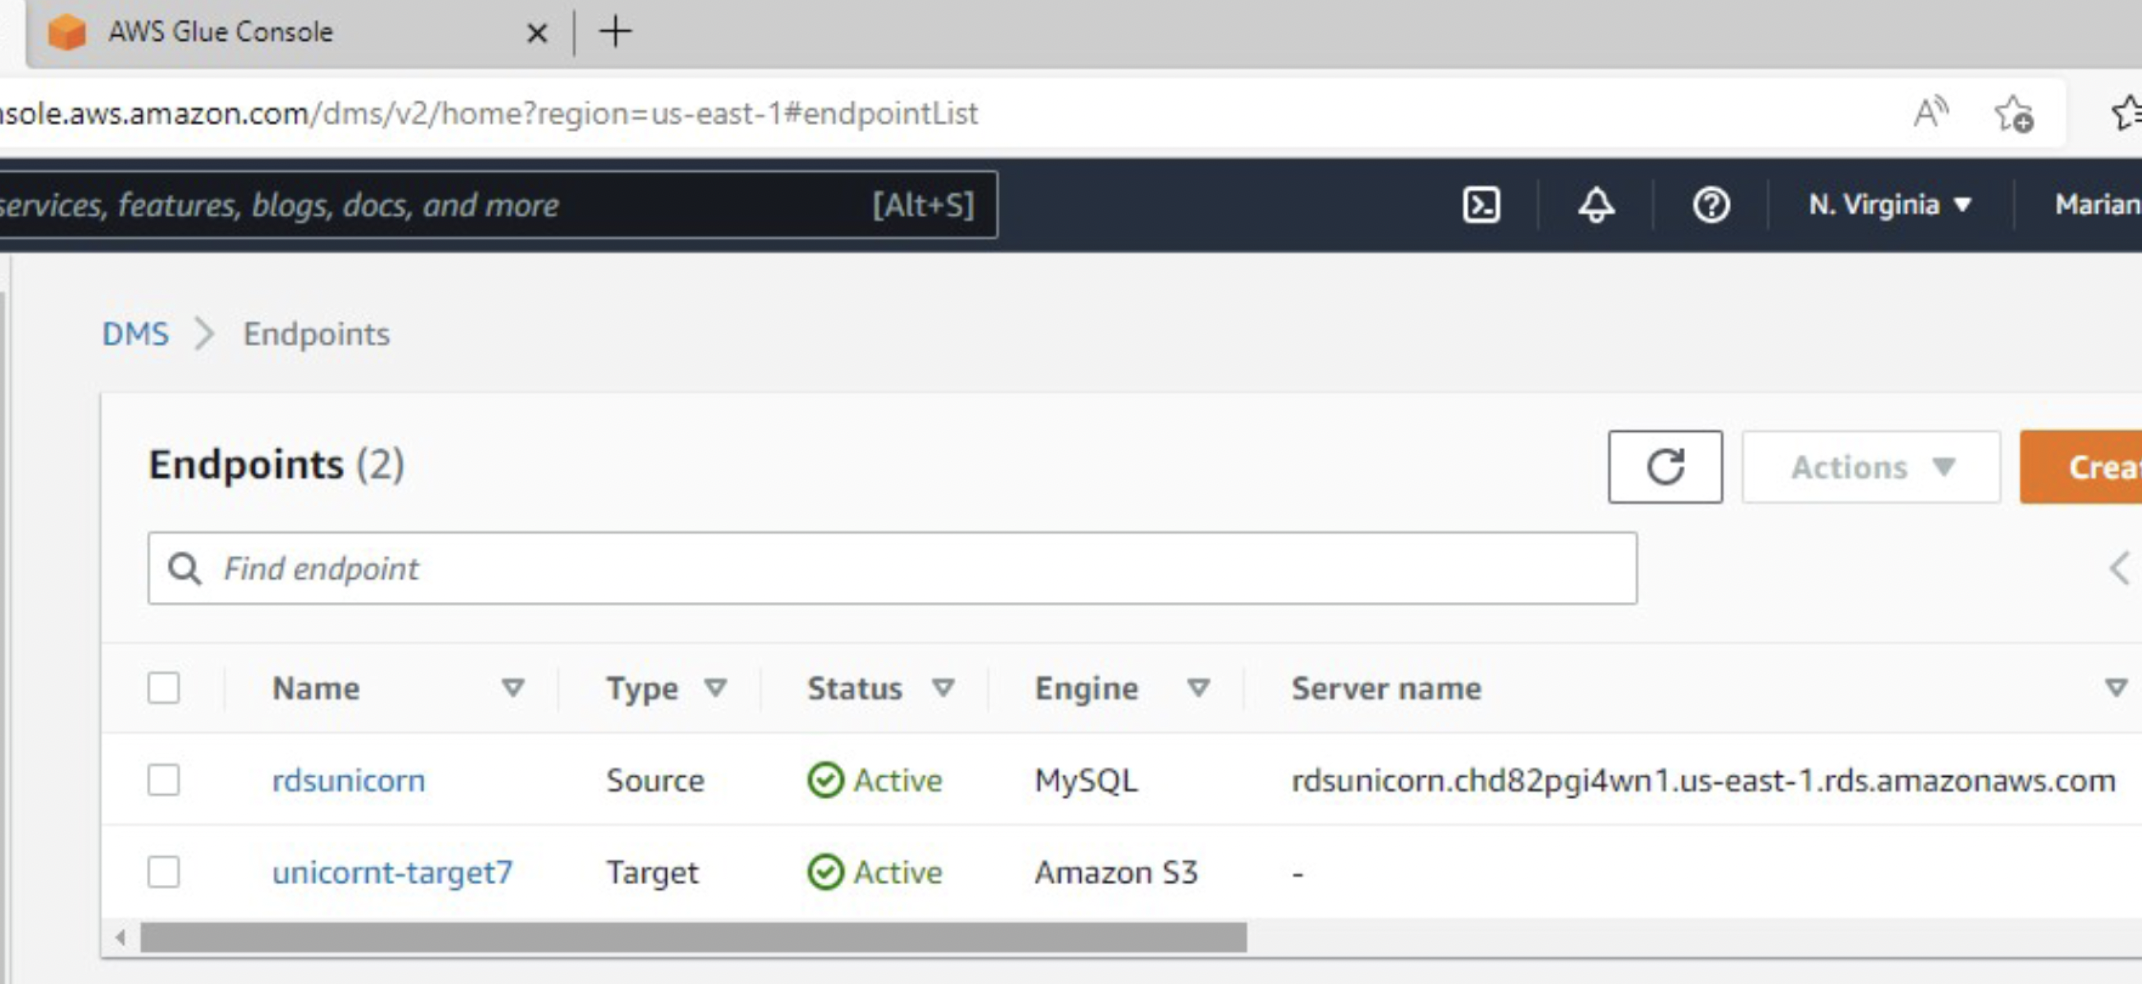 AWS Glue Console
nsole.aws.amazon.com/dms/v2/home?region=us-east-1#endpointList
services, features, blogs, docs, and more [Alt+S] N. Virginia Marian
DMS Endpoints
Endpoints (2) Actions Crea
Find endpoint
Name Type Status Engine Server name
rdsunicorn Source Active MySQL rdsunicorn.chd82pgi4wn1.us-east-1.rds.amazonaws.com
unicornt-target7 Target Active Amazon S3 -